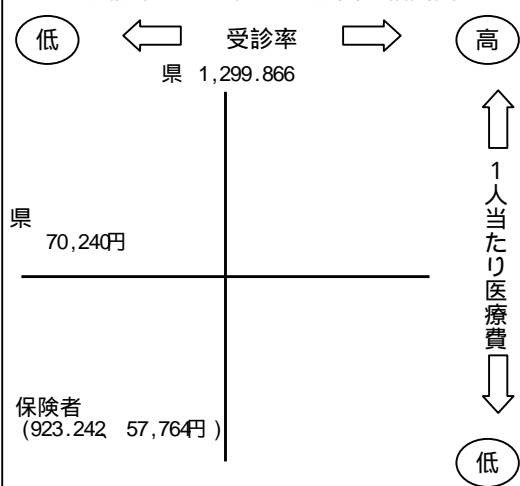 低 受診率 高
県 1,299.866
1人当たり医療費
県
70,240円
保険者
(923.242, 57,764円)
低